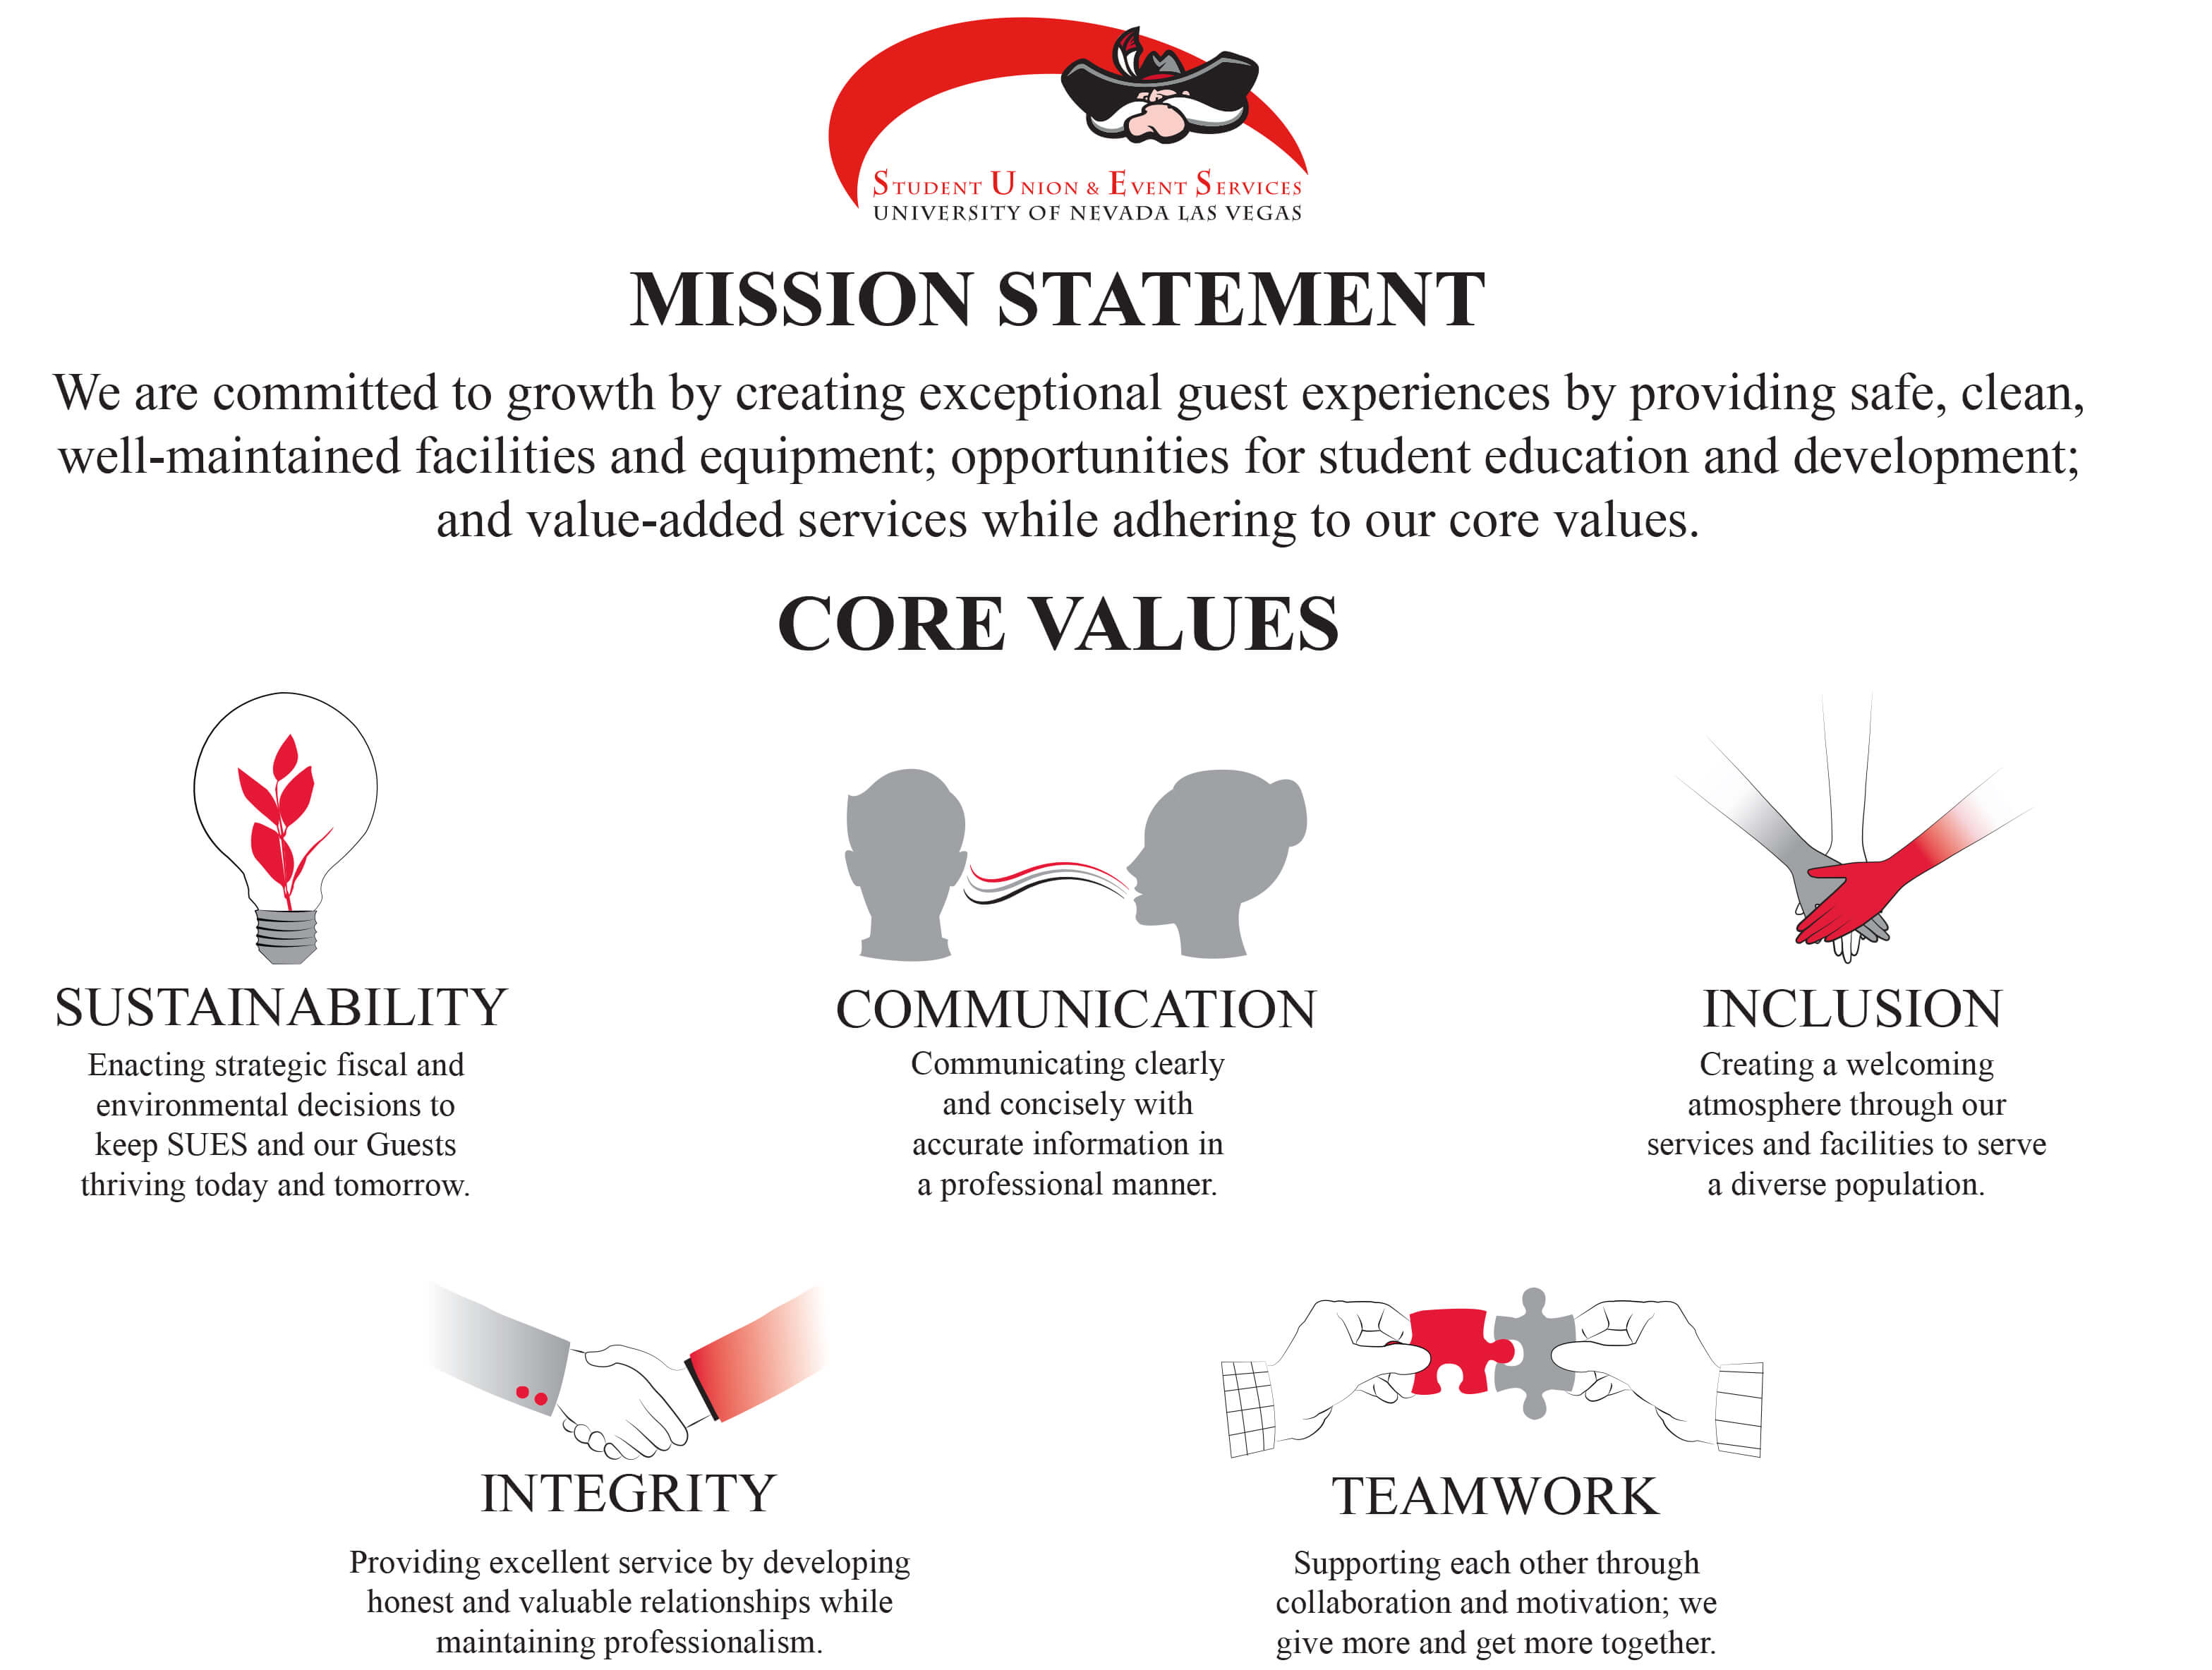 STUDENT UNION & EVENT SERVICES
UNIVERSITY OF NEVADA LAS VEGAS
MISSION STATEMENT
We are committed to growth by creating exceptional guest experiences by providing safe, clean,
well-maintained facilities and equipment; opportunities for student education and development;
and value-added services while adhering to our core values.
CORE VALUES
SUSTAINABILITY
Enacting strategic fiscal and
environmental decisions to
keep SUES and our Guests
thriving today and tomorrow.
COMMUNICATION
Communicating clearly
and concisely with
accurate information in
a professional manner.
INCLUSION
Creating a welcoming
atmosphere through our
services and facilities to serve
a diverse population.
INTEGRITY
Providing excellent service by developing
honest and valuable relationships while
maintaining professionalism.
TEAMWORK
Supporting each other through
collaboration and motivation; we
give more and get more together.